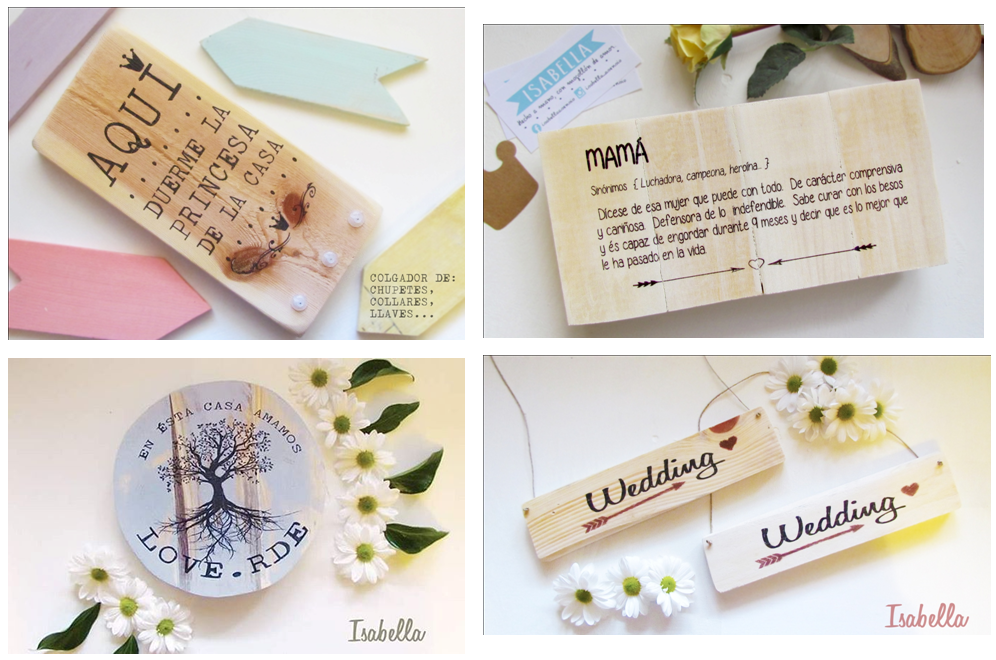 AQUÍ
DUERME LA
PRINCESA
DE LA CASA
COLGADOR DE:
CHUPETES,
COLLARES,
LLAVES...
ISABELLA
MAMÁ
Sinónimos { Luchadora, campeona, heroína... }
Dícese de esa mujer que puede con todo. De carácter comprensiva
y cariñosa. Defensora de lo indefendible. Sabe curar con los besos
y és capaz de engordar durante 9 meses y decir que es lo mejor que
le ha pasado en la vida.
EN ÉSTA CASA AMAMOS
LOVE.RDE
Isabella
Wedding
Wedding
Isabella